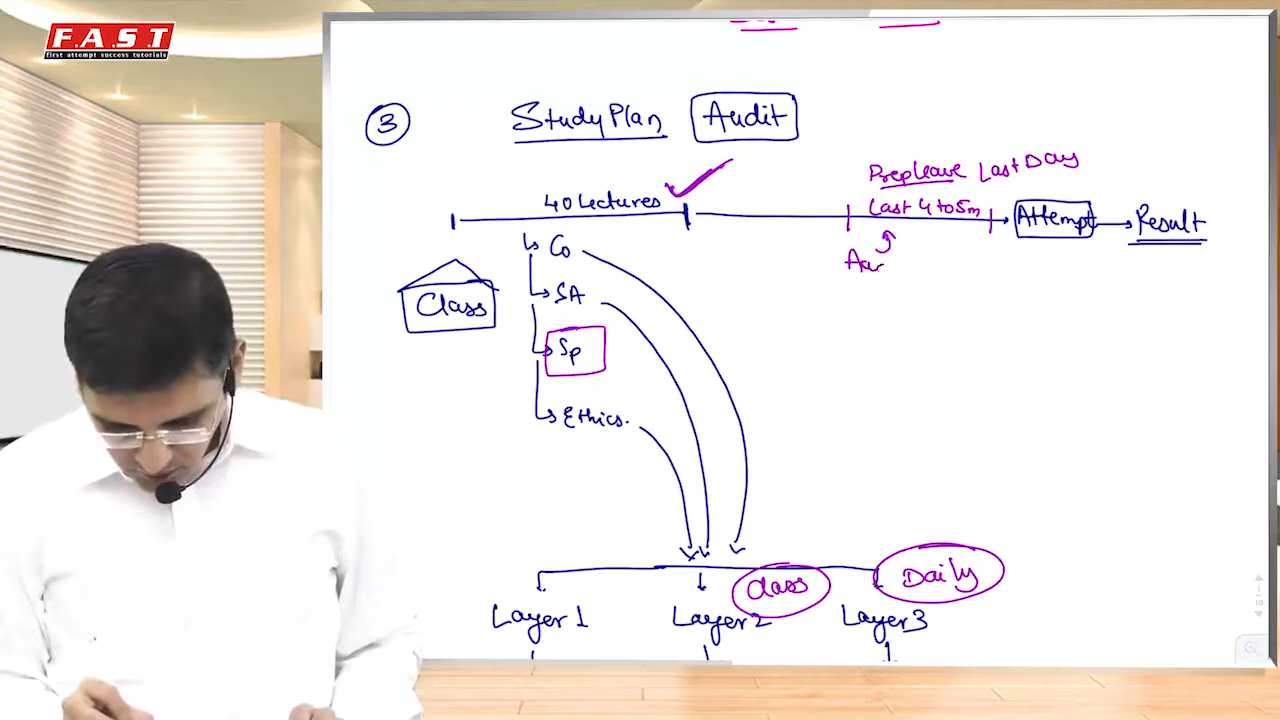 F.A.S.T
first attempt success tutorials
3
Study Plan Audit
Prepleave Last Day
40 Lectures
Last 4 to 5m
Attempt
Result
Co
SA
Class
Sp
Ethics.
Class
Daily
Layer 1
Layer 2
Layer 3